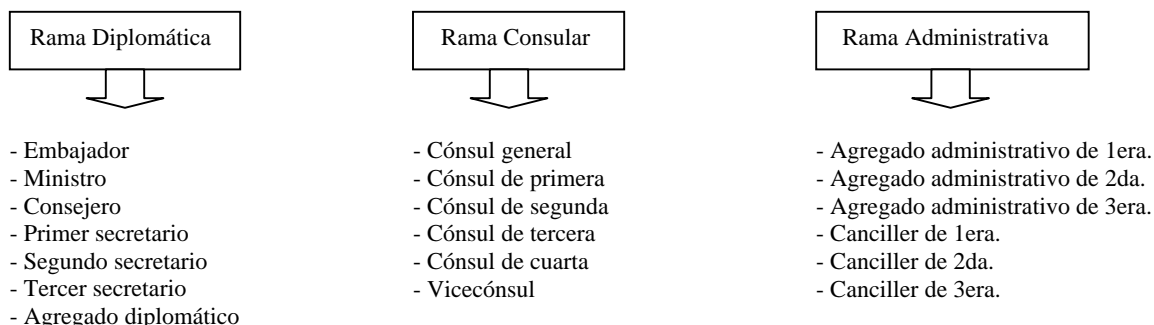 Rama Diplomática
- Embajador
- Ministro
- Consejero
- Primer secretario
- Segundo secretario
- Tercer secretario
- Agregado diplomático
Rama Consular
- Cónsul general
- Cónsul de primera
- Cónsul de segunda
- Cónsul de tercera
- Cónsul de cuarta
- Vicecónsul
Rama Administrativa
- Agregado administrativo de 1era.
- Agregado administrativo de 2da.
- Agregado administrativo de 3era.
- Canciller de 1era.
- Canciller de 2da.
- Canciller de 3era.